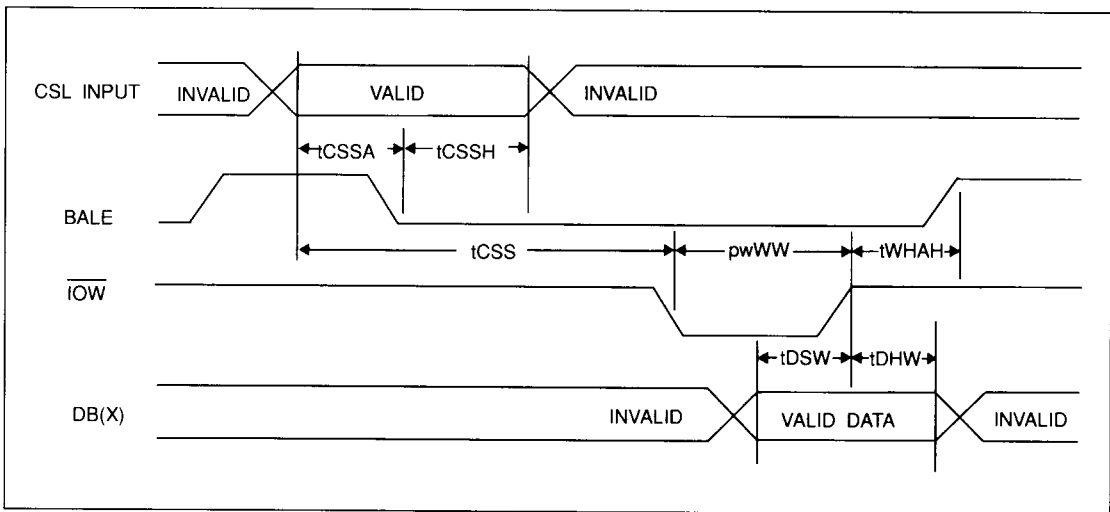 CSL INPUT INVALID VALID INVALID
tCSSA tCSSH
BALE
tCSS pwWW tWHAH
IOW
tDSW tDHW
DB(X) INVALID VALID DATA INVALID